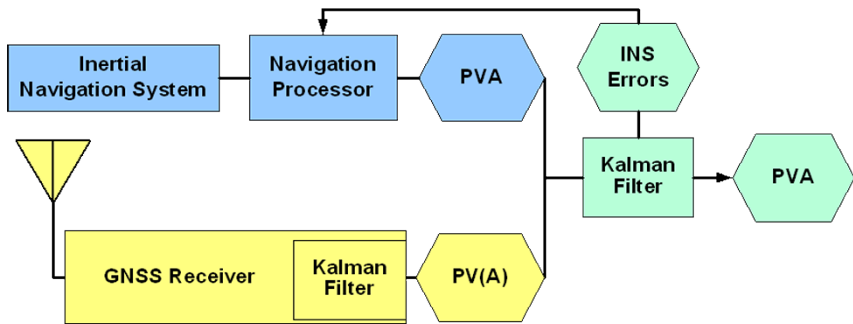 Inertial
Navigation System
Navigation
Processor
PVA
INS
Errors
Kalman
Filter
PVA
GNSS Receiver
Kalman
Filter
PV(A)